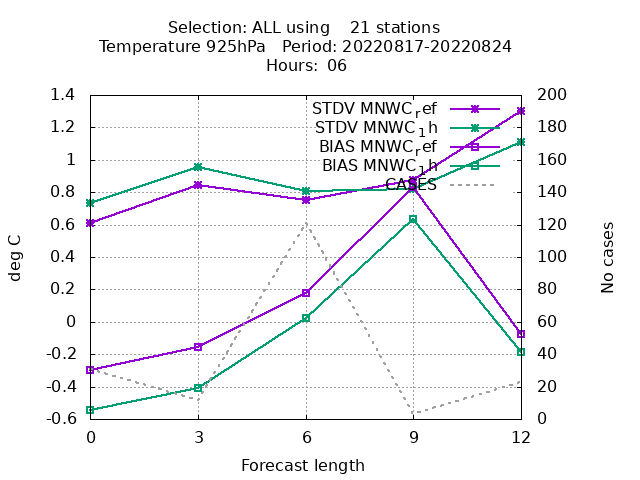 Selection: ALL using    21 stations
Temperature 925hPa   Period: 20220817-20220824
Hours:  06
STDV MNWC_ref
STDV MNWC_1h
BIAS MNWC_ref
BIAS MNWC_1h
CASES
1.4
1.2
1
0.8
0.6
0.4
0.2
0
-0.2
-0.4
-0.6
200
180
160
140
120
100
80
60
40
20
0
deg C
No cases
0 3 6 9 12
Forecast length